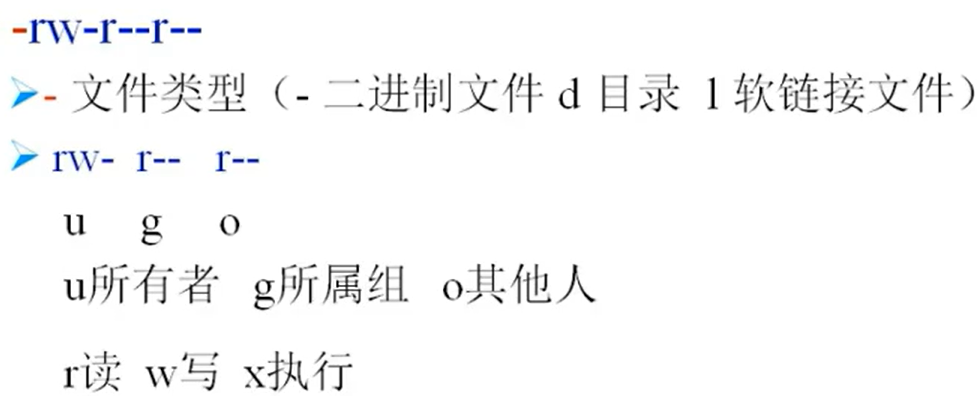 -rw-r--r--
- 文件类型（- 二进制文件 d 目录 l 软链接文件）
rw- r-- r--
u g o
u所有者 g所属组 o其他人
r读 w写 x执行